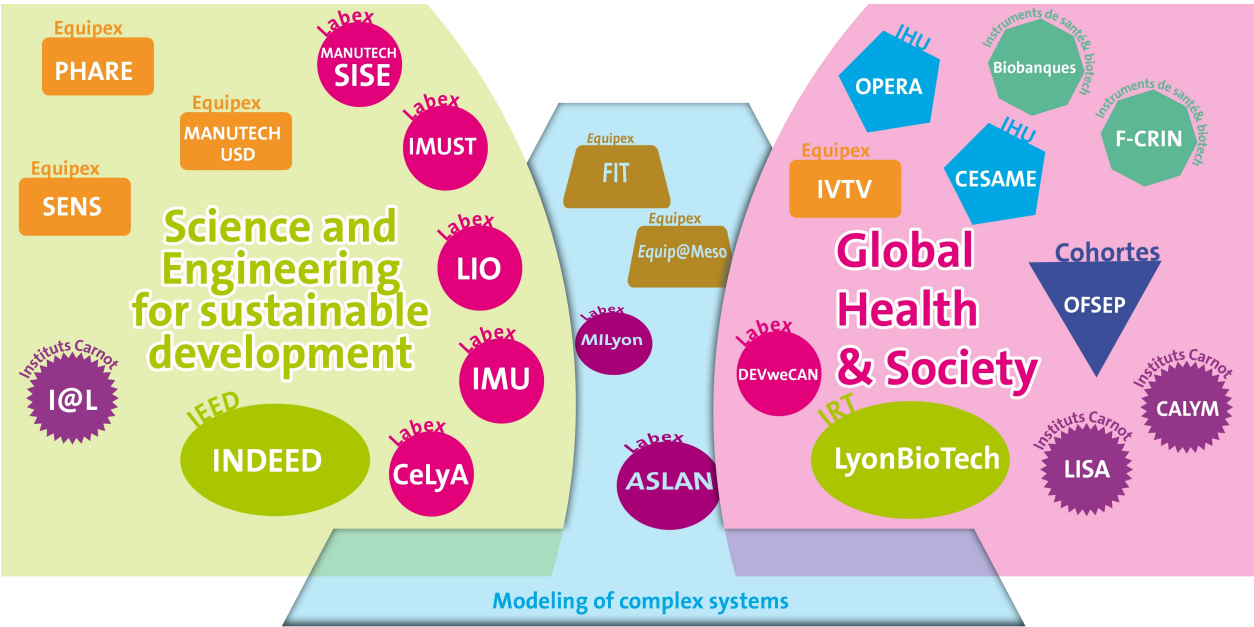 Equipex
PHARE
Equipex
MANUTECH
USD
Equipex
SENS
Labex
MANUTECH
SISE
Labex
IMUST
Science and
Engineering
for sustainable
development
Labex
LIO
Labex
IMU
Instituts Carnot
I@L
IEED
INDEED
Labex
CeLyA
Equipex
FIT
Equipex
Equip@Meso
Labex
MILyon
Labex
ASLAN
Modeling of complex systems
IHU
OPERA
Instruments de santé& biotech
Biobanques
Instruments de santé& biotech
F-CRIN
Equipex
IVTV
IHU
CESAME
Global
Health
& Society
Cohortes
OFSEP
Labex
DEVweCAN
IRT
LyonBioTech
Instituts Carnot
LISA
Instituts Carnot
CALYM